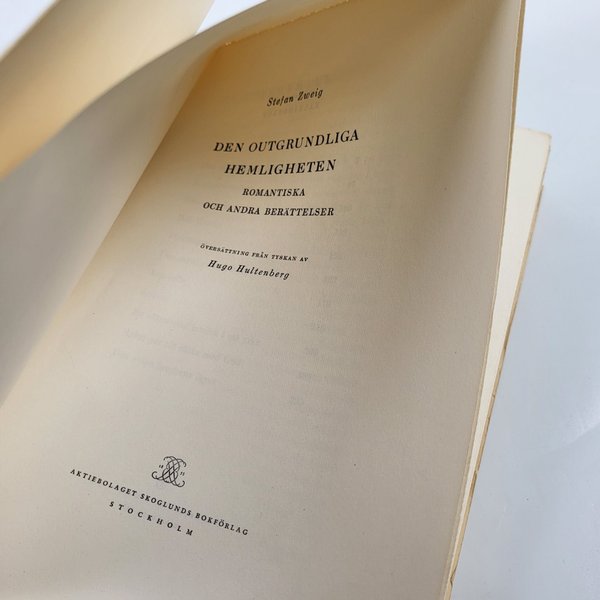 Stefan Zweig
DEN OUTGRUNDLIGA
HEMLIGHETEN
ROMANTISKA
OCH ANDRA BERÄTTELSER
ÖVERSÄTTNING FRÅN TYSKAN AV
Hugo Hultenberg
AKTIEBOLAGET SKOGLUNDS BOKFÖRLAG
STOCKHOLM